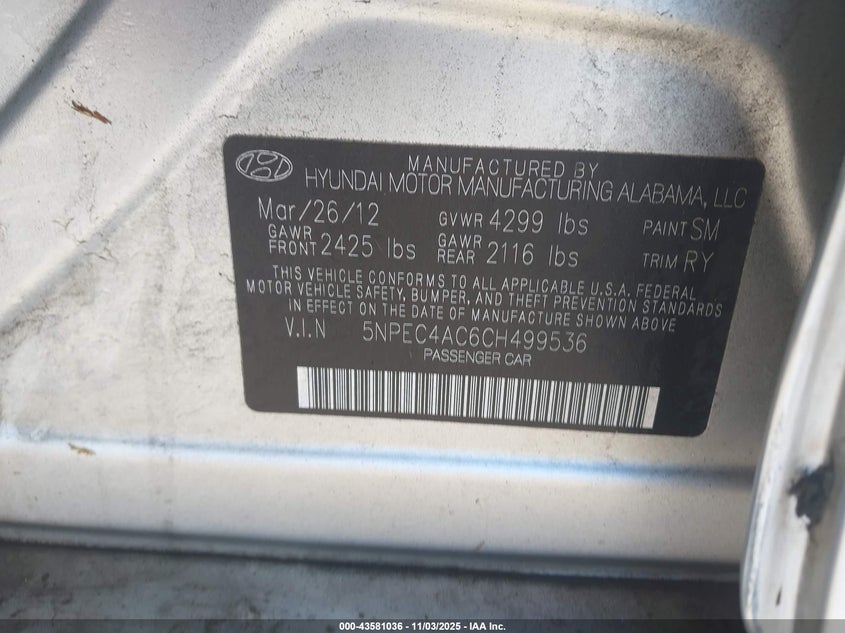 MANUFACTURED BY
HYUNDAI MOTOR MANUFACTURING ALABAMA, LLC
Mar/26/12 GVWR 4299 lbs PAINT SM
GAWR FRONT 2425 lbs GAWR REAR 2116 lbs TRIM RY
THIS VEHICLE CONFORMS TO ALL APPLICABLE U.S.A. FEDERAL
MOTOR VEHICLE SAFETY, BUMPER, AND THEFT PREVENTION STANDARDS
IN EFFECT ON THE DATE OF MANUFACTURE SHOWN ABOVE
V.I.N 5NPEC4AC6CH499536
PASSENGER CAR
000-43581036 - 11/03/2025 - IAA Inc.